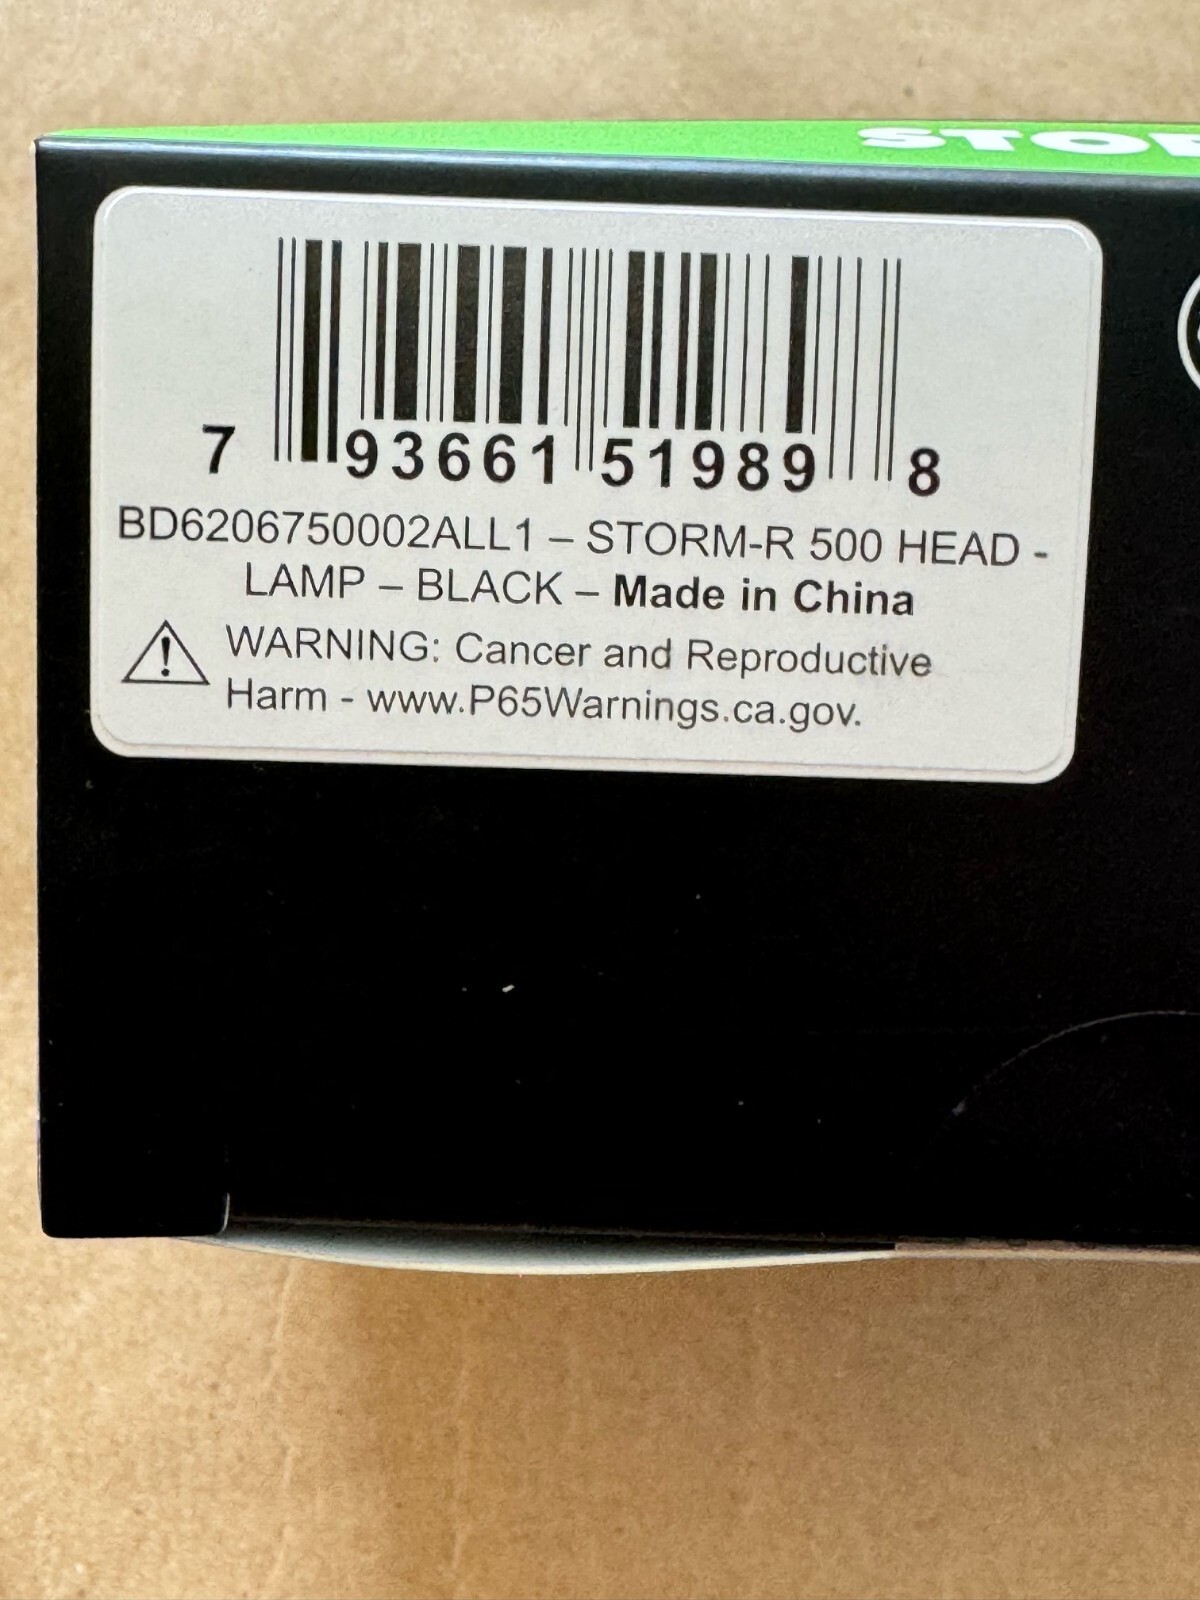 7 93661 51989 8
BD6206750002ALL1 – STORM-R 500 HEAD -
LAMP – BLACK – Made in China
WARNING: Cancer and Reproductive
Harm - www.P65Warnings.ca.gov.